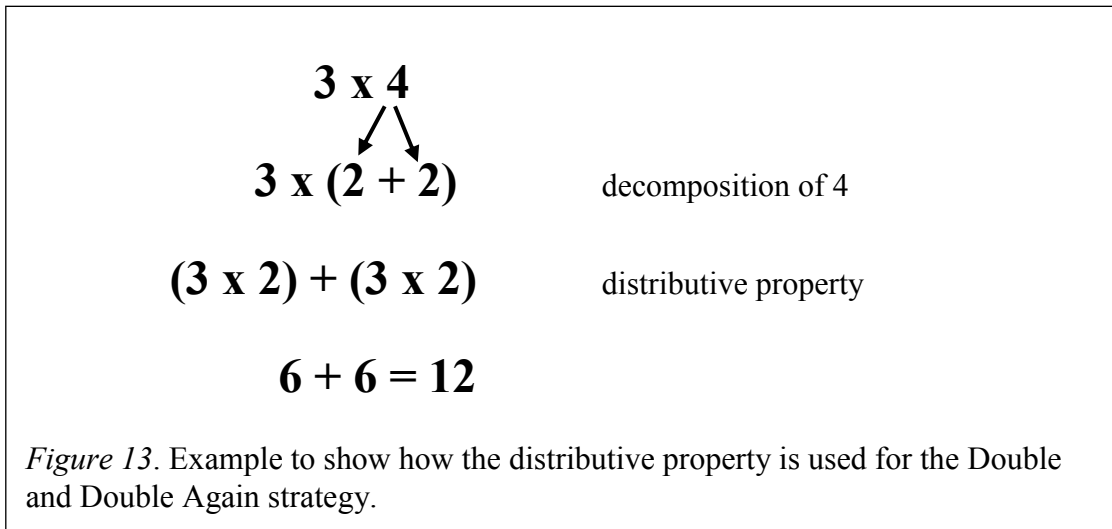 3 x 4
3 x (2 + 2) decomposition of 4
(3 x 2) + (3 x 2) distributive property
6 + 6 = 12
Figure 13. Example to show how the distributive property is used for the Double
and Double Again strategy.